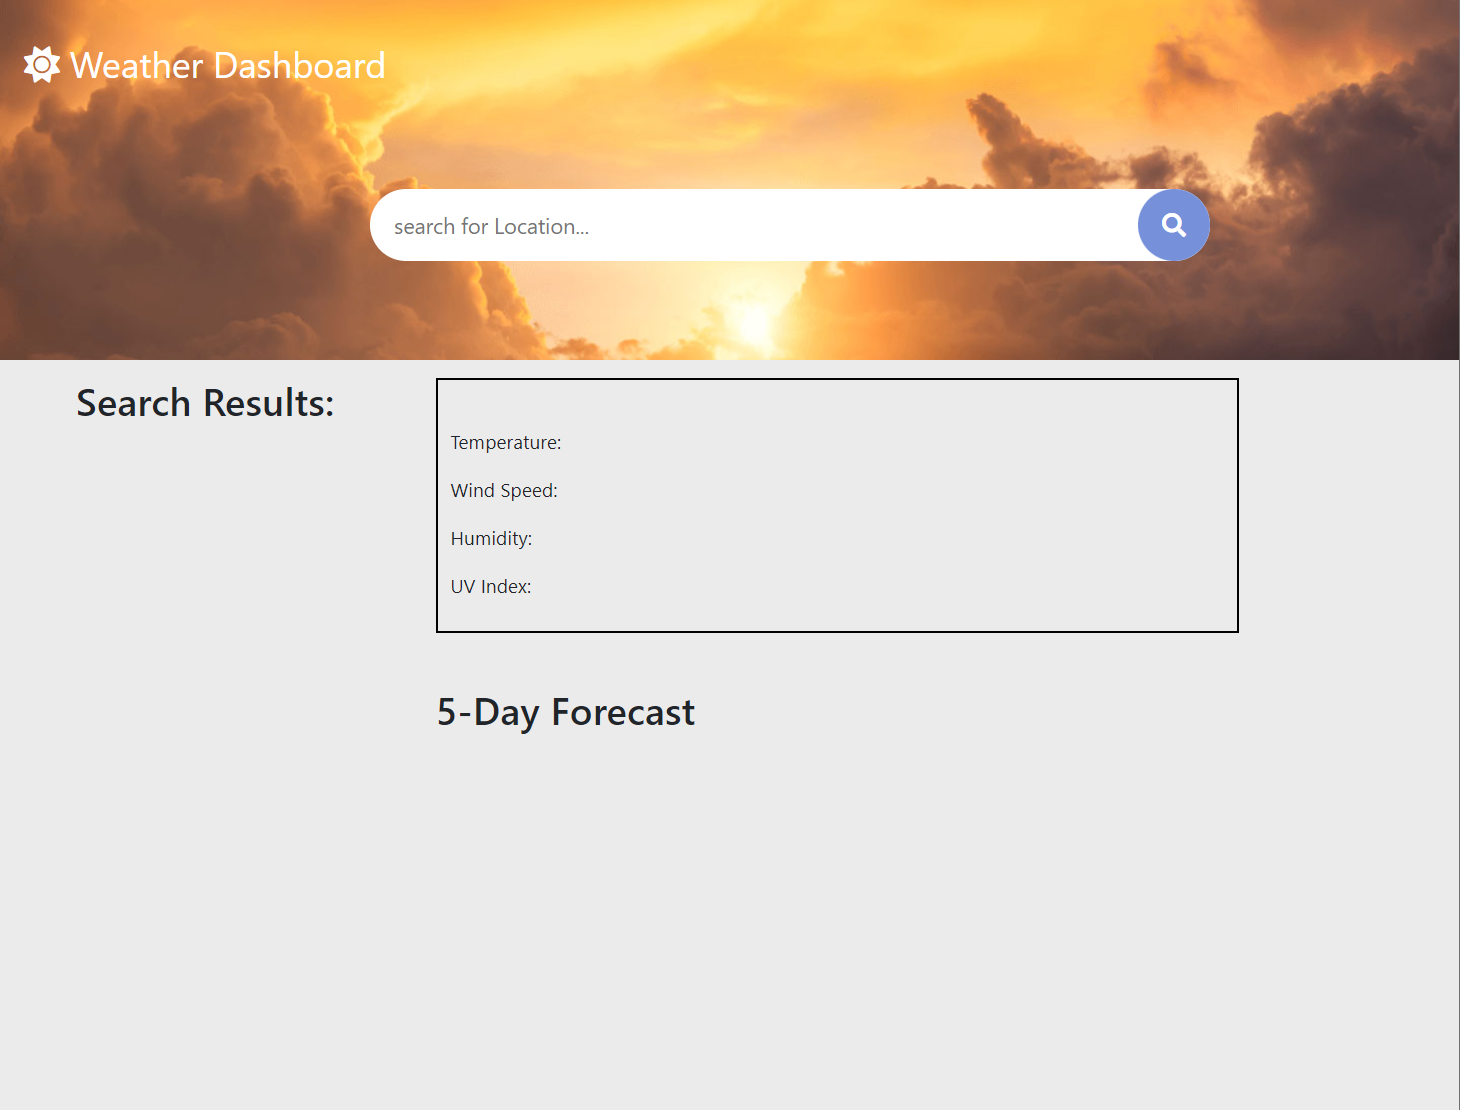 Weather Dashboard
search for Location...
Search Results:
Temperature:
Wind Speed:
Humidity:
UV Index:
5-Day Forecast